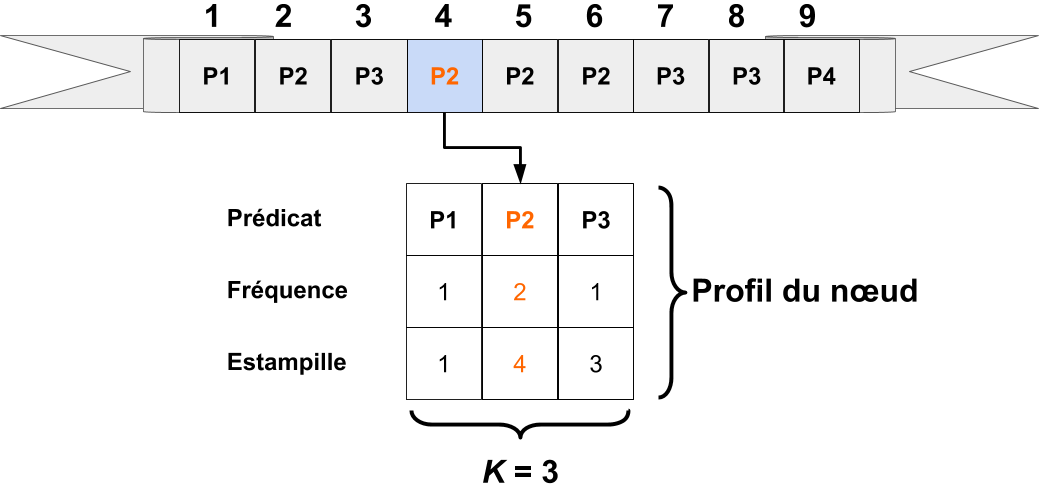 1 2 3 4 5 6 7 8 9
P1 P2 P3 P2 P2 P2 P3 P3 P4
Prédicat P1 P2 P3
Fréquence 1 2 1
Profil du nœud
Estampille 1 4 3
K = 3